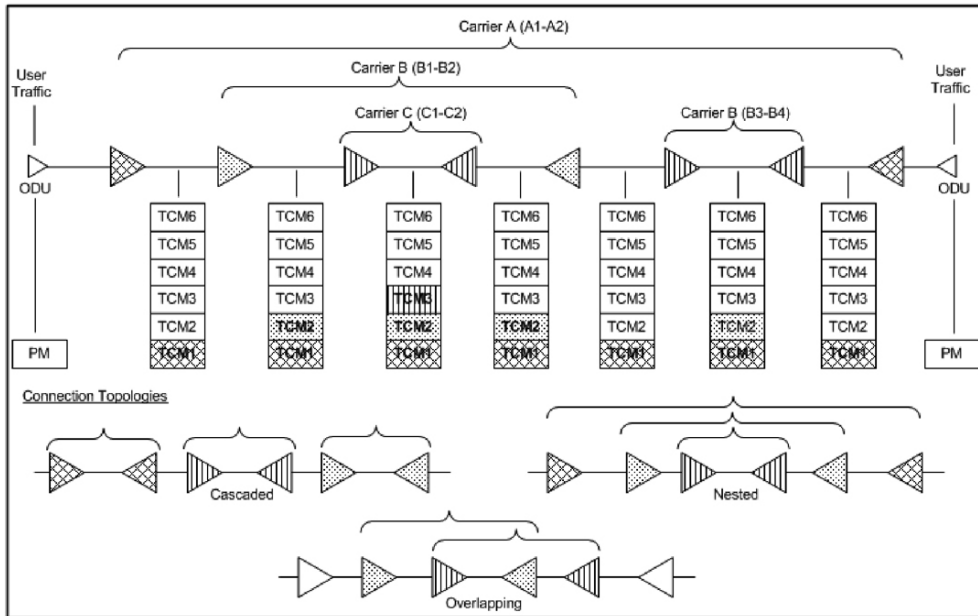 Carrier A (A1-A2)
User
Traffic
Carrier B (B1-B2)
User
Traffic
Carrier C (C1-C2)
Carrier B (B3-B4)
ODU
ODU
TCM6 TCM6 TCM6 TCM6 TCM6 TCM6 TCM6
TCM5 TCM5 TCM5 TCM5 TCM5 TCM5 TCM5
TCM4 TCM4 TCM4 TCM4 TCM4 TCM4 TCM4
TCM3 TCM3 TCM3 TCM3 TCM3 TCM3 TCM3
TCM2 TCM2 TCM2 TCM2 TCM2 TCM2 TCM2
PM TCM1 TCM1 TCM1 TCM1 TCM1 TCM1 TCM1 PM
Connection Topologies
Cascaded
Nested
Overlapping